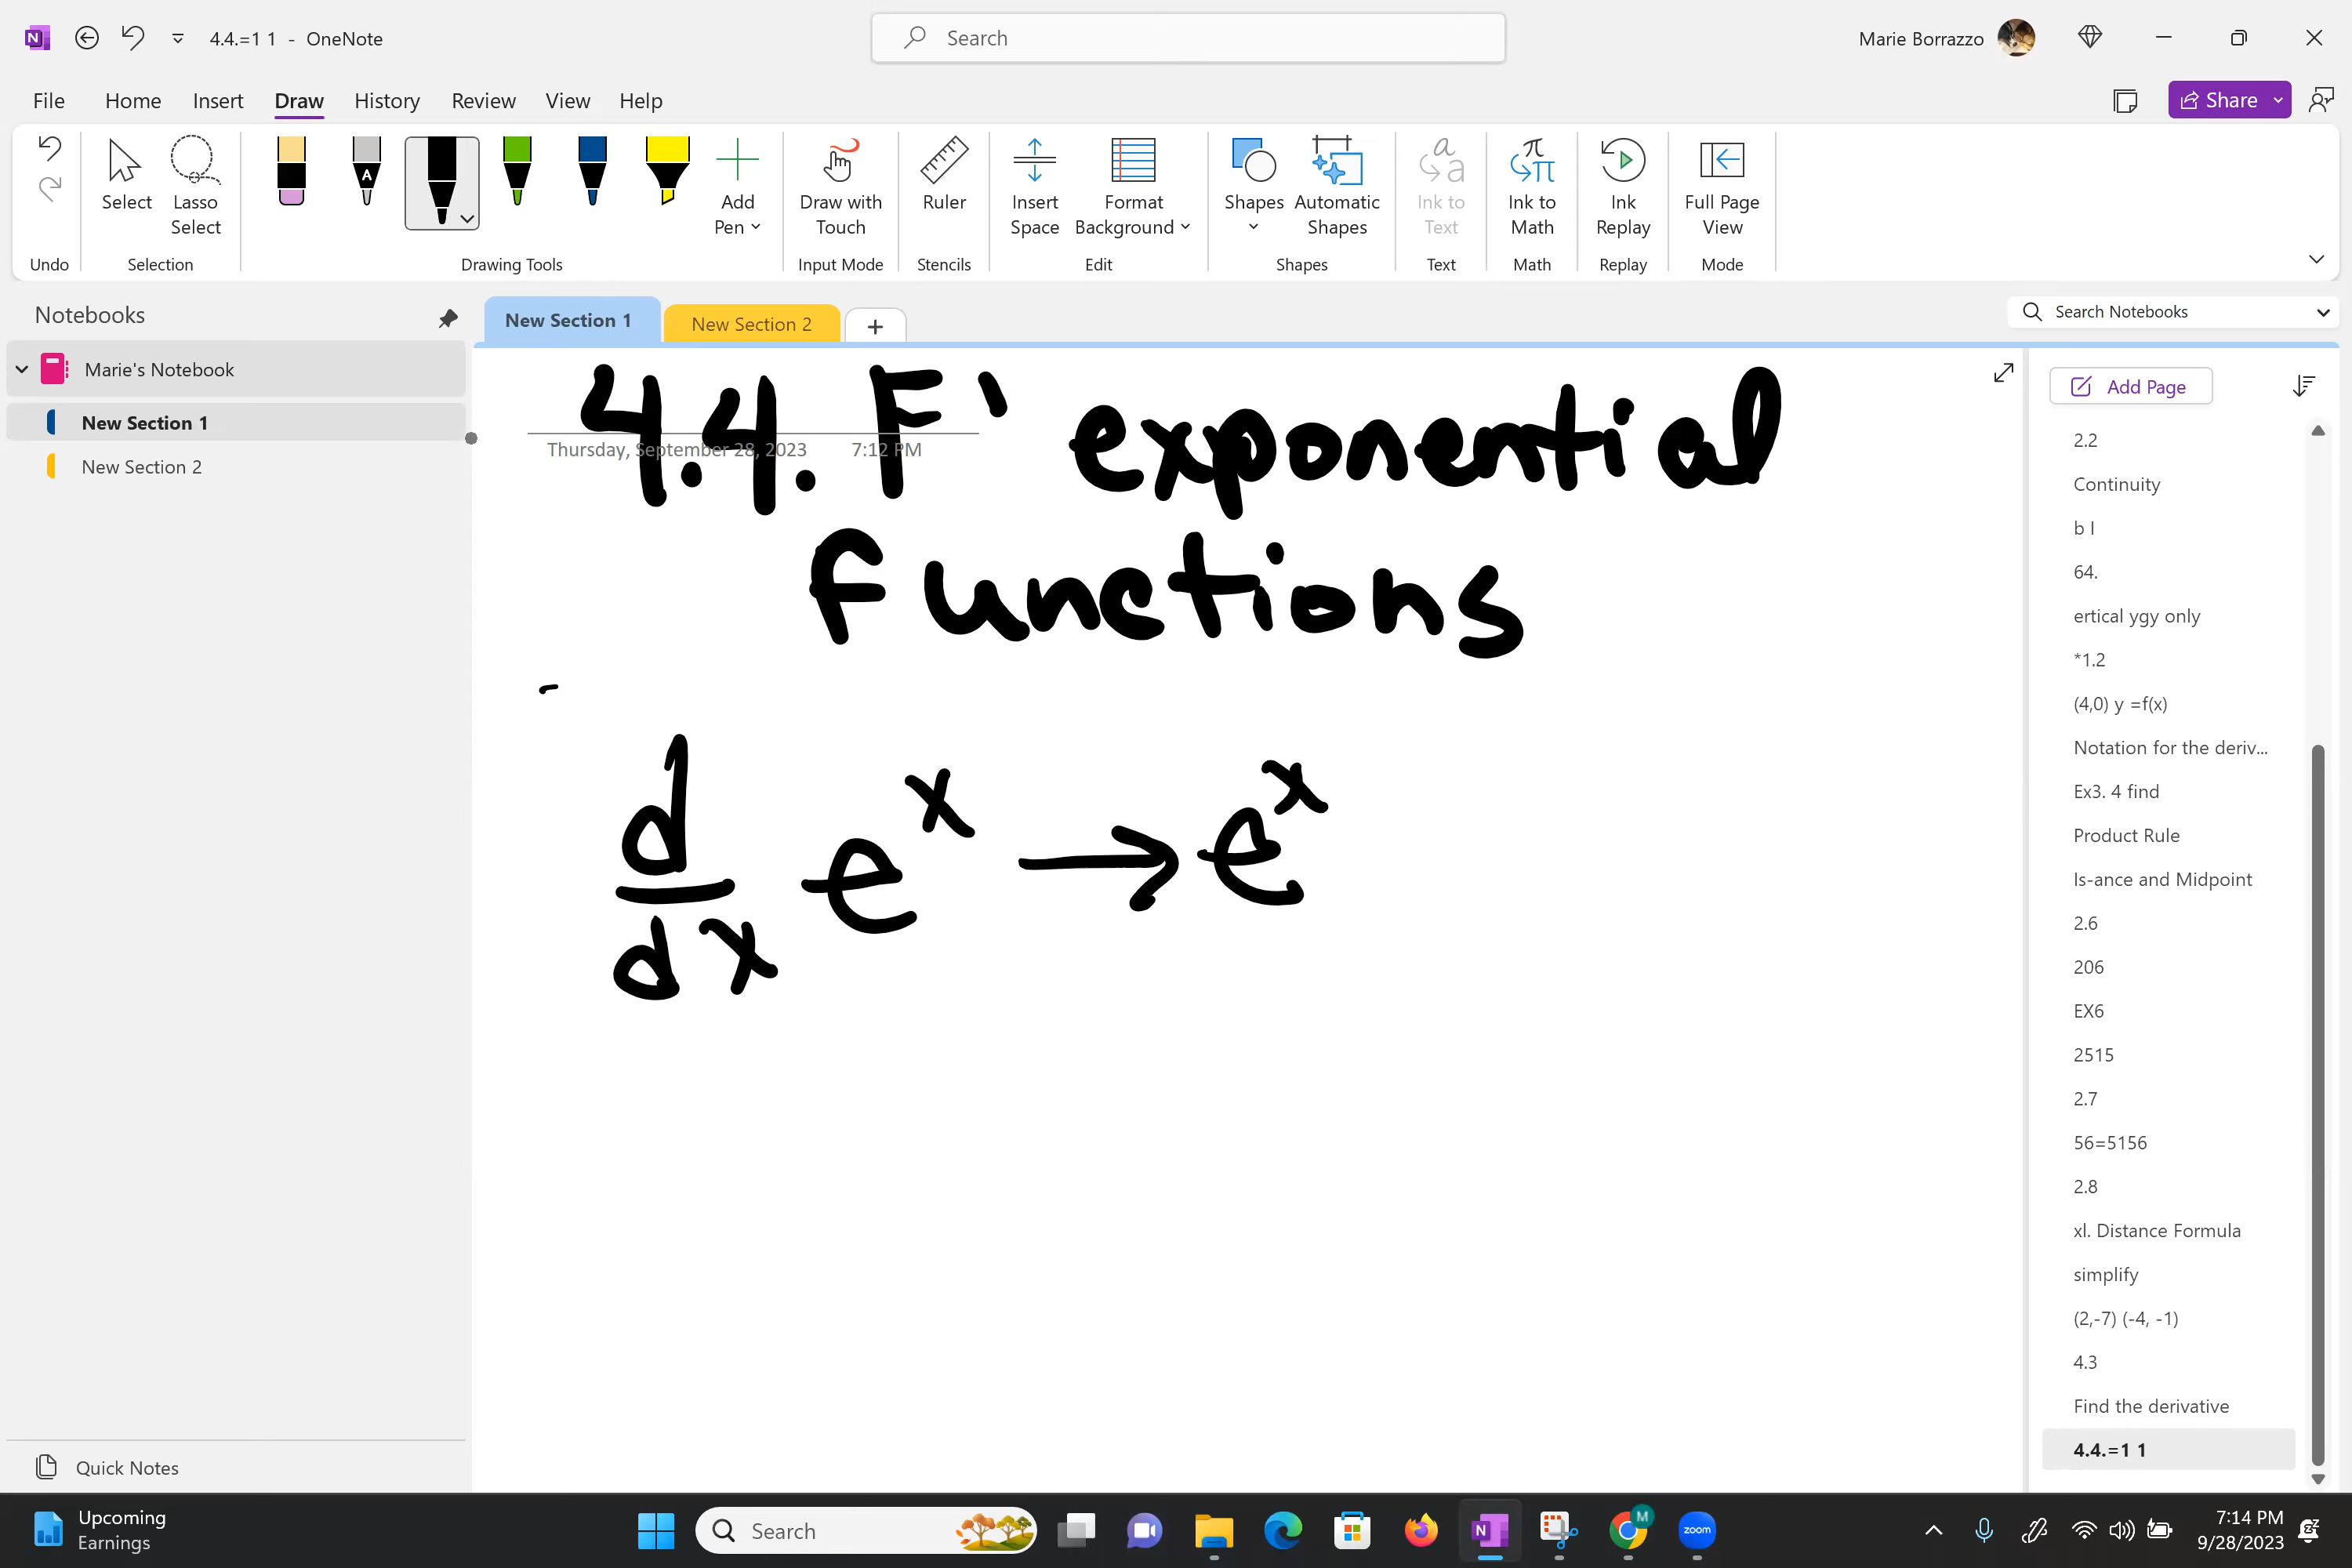 4.4.=1 1 - OneNote
Search
Marie Borrazzo
File Home Insert Draw History Review View Help
Share
Select
Lasso Select
A
Add Pen
Draw with Touch
Ruler
Insert Space
Format Background
Shapes
Automatic Shapes
a a
Ink to Text
π π
Ink to Math
Ink Replay
Full Page View
Undo Selection Drawing Tools Input Mode Stencils Edit Shapes Text Math Replay Mode
Notebooks
Marie's Notebook
New Section 1
New Section 2
Quick Notes
New Section 1 New Section 2 +
Search Notebooks
4.4. F' exponential
Thursday, September 28, 2023 7:12 PM
functions
-
d/dx e^x → e^x
Add Page
2.2
Continuity
b I
64.
ertical ygy only
*1.2
(4,0) y =f(x)
Notation for the deriv...
Ex3. 4 find
Product Rule
Is-ance and Midpoint
2.6
206
EX6
2515
2.7
56=5156
2.8
xl. Distance Formula
simplify
(2,-7) (-4, -1)
4.3
Find the derivative
4.4.=1 1
Upcoming
Earnings
Search
N
M
zoom
7:14 PM
9/28/2023